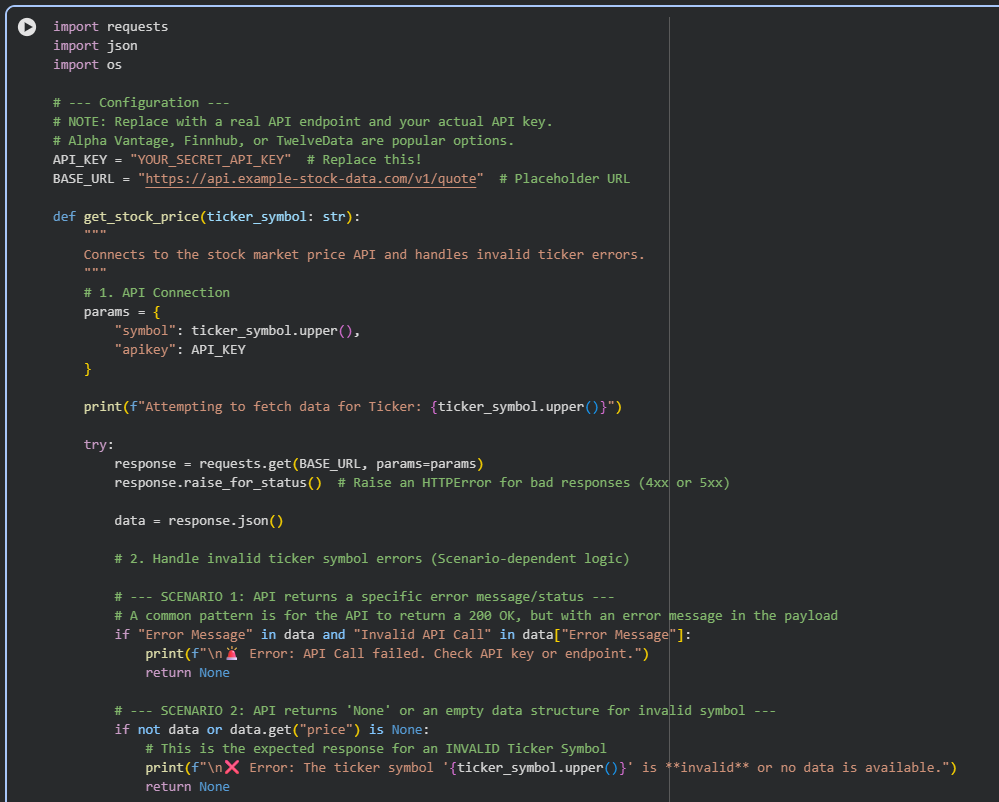 import requests
import json
import os
# --- Configuration ---
# NOTE: Replace with a real API endpoint and your actual API key.
# Alpha Vantage, Finnhub, or TwelveData are popular options.
API_KEY = "YOUR_SECRET_API_KEY"  # Replace this!
BASE_URL = "https://api.example-stock-data.com/v1/quote"  # Placeholder URL
def get_stock_price(ticker_symbol: str):
    """
    Connects to the stock market price API and handles invalid ticker errors.
    """
    # 1. API Connection
    params = {
        "symbol": ticker_symbol.upper(),
        "apikey": API_KEY
    }
    print(f"Attempting to fetch data for Ticker: {ticker_symbol.upper()}")
    try:
        response = requests.get(BASE_URL, params=params)
        response.raise_for_status()  # Raise an HTTPError for bad responses (4xx or 5xx)
        data = response.json()
        # 2. Handle invalid ticker symbol errors (Scenario-dependent logic)
        # --- SCENARIO 1: API returns a specific error message/status ---
        # A common pattern is for the API to return a 200 OK, but with an error message in the payload
        if "Error Message" in data and "Invalid API Call" in data["Error Message"]:
            print(f"\n🚨 Error: API Call failed. Check API key or endpoint.")
            return None
        # --- SCENARIO 2: API returns 'None' or an empty data structure for invalid symbol ---
        if not data or data.get("price") is None:
            # This is the expected response for an INVALID Ticker Symbol
            print(f"\n❌ Error: The ticker symbol '{ticker_symbol.upper()}' is **invalid** or no data is available.")
            return None